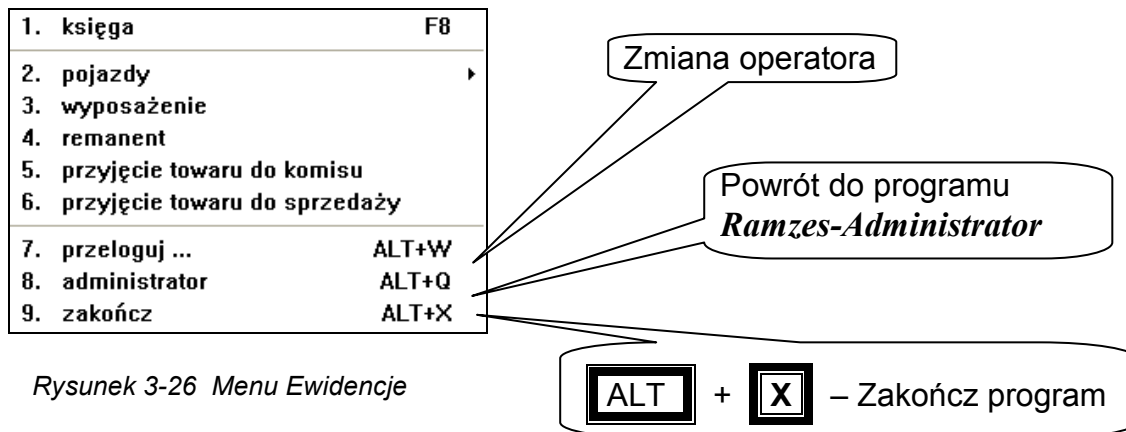 1. księga F8
2. pojazdy
3. wyposażenie
4. remanent
5. przyjęcie towaru do komisu
6. przyjęcie towaru do sprzedaży
7. przeloguj ... ALT+W
8. administrator ALT+Q
9. zakończ ALT+X
Zmiana operatora
Powrót do programu
Ramzes-Administrator
ALT + X – Zakończ program
Rysunek 3-26 Menu Ewidencje